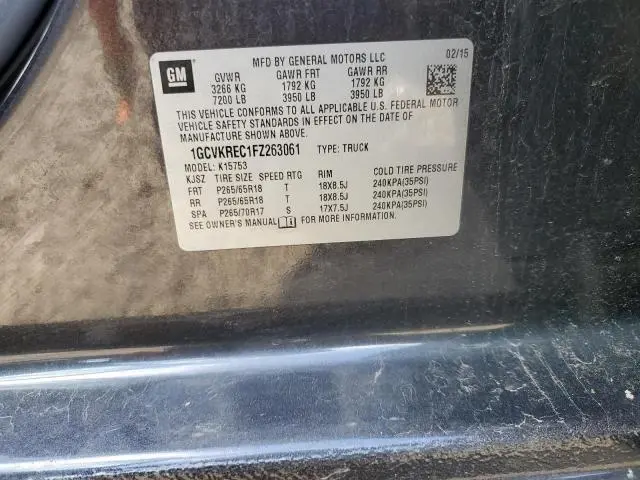 GM
MFD BY GENERAL MOTORS LLC 02/15
GVWR GAWR FRT GAWR RR
3266 KG 1792 KG 1792 KG
7200 LB 3950 LB 3950 LB
THIS VEHICLE CONFORMS TO ALL APPLICABLE U.S. FEDERAL MOTOR
VEHICLE SAFETY STANDARDS IN EFFECT ON THE DATE OF
MANUFACTURE SHOWN ABOVE.
1GCVKREC1FZ263061 TYPE: TRUCK
MODEL: K15753
KJSZ TIRE SIZE SPEED RTG RIM COLD TIRE PRESSURE
FRT P265/65R18 T 18X8.5J 240KPA(35PSI)
RR P265/65R18 T 18X8.5J 240KPA(35PSI)
SPA P265/70R17 S 17X7.5J 240KPA(35PSI)
SEE OWNER'S MANUAL FOR MORE INFORMATION.